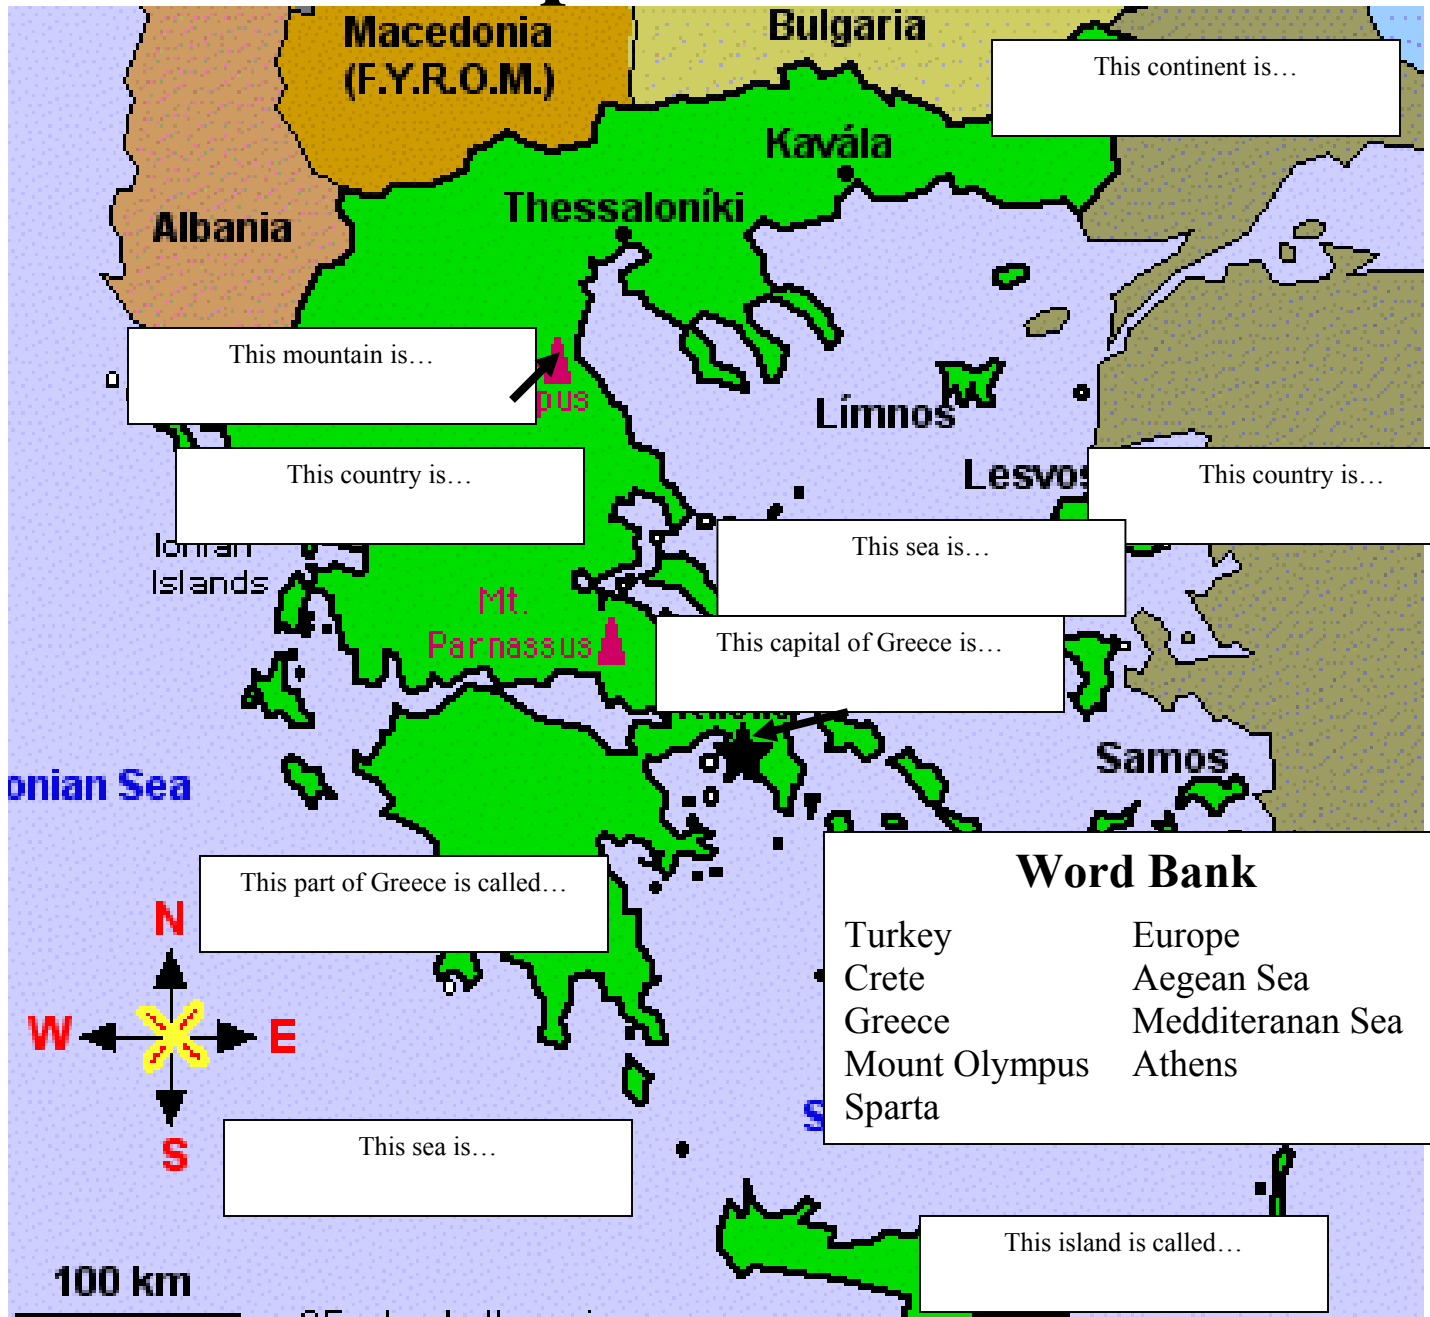 Macedonia
(F.Y.R.O.M.)
Bulgaria
This continent is…
Kavála
Thessaloníki
Albania
This mountain is…
pus
Límnos
This country is…
Lesvos
This country is…
This sea is…
Ionian
Islands
Mt.
Parnassus
This capital of Greece is…
Samos
onian Sea
This part of Greece is called…
Word Bank
Turkey Europe
Crete Aegean Sea
Greece Medditeranan Sea
Mount Olympus Athens
Sparta
N
W E
S
S
This sea is…
This island is called…
100 km